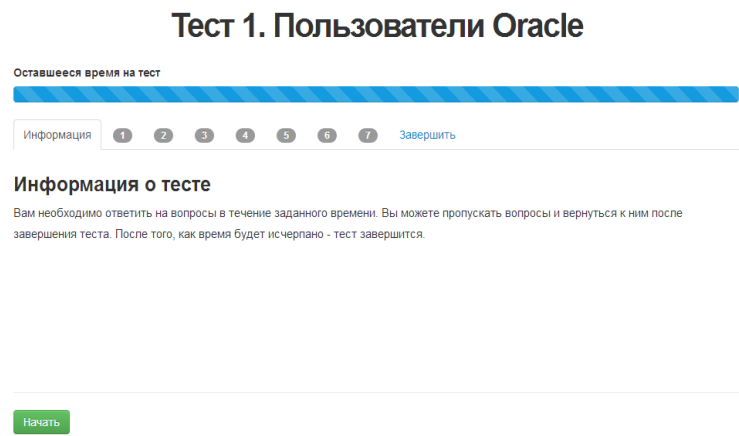 Тест 1. Пользователи Oracle
Оставшееся время на тест
Информация 1 2 3 4 5 6 7 Завершить
Информация о тесте
Вам необходимо ответить на вопросы в течение заданного времени. Вы можете пропускать вопросы и вернуться к ним после
завершения теста. После того, как время будет исчерпано - тест завершится.
Начать